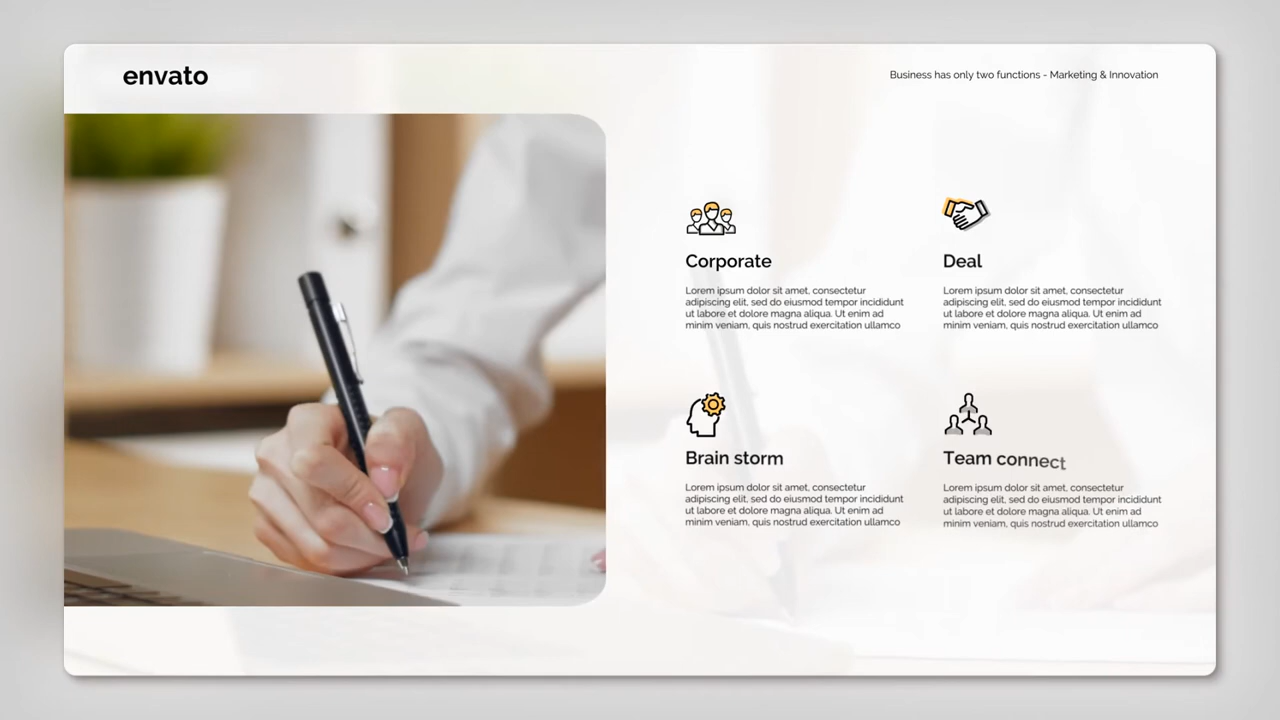 envato
Business has only two functions - Marketing & Innovation
Corporate
Lorem ipsum dolor sit amet, consectetur
adipiscing elit, sed do eiusmod tempor incididunt
ut labore et dolore magna aliqua. Ut enim ad
minim veniam, quis nostrud exercitation ullamco
Deal
Lorem ipsum dolor sit amet, consectetur
adipiscing elit, sed do eiusmod tempor incididunt
ut labore et dolore magna aliqua. Ut enim ad
minim veniam, quis nostrud exercitation ullamco
Brain storm
Lorem ipsum dolor sit amet, consectetur
adipiscing elit, sed do eiusmod tempor incididunt
ut labore et dolore magna aliqua. Ut enim ad
minim veniam, quis nostrud exercitation ullamco
Team connect
Lorem ipsum dolor sit amet, consectetur
adipiscing elit, sed do eiusmod tempor incididunt
ut labore et dolore magna aliqua. Ut enim ad
minim veniam, quis nostrud exercitation ullamco